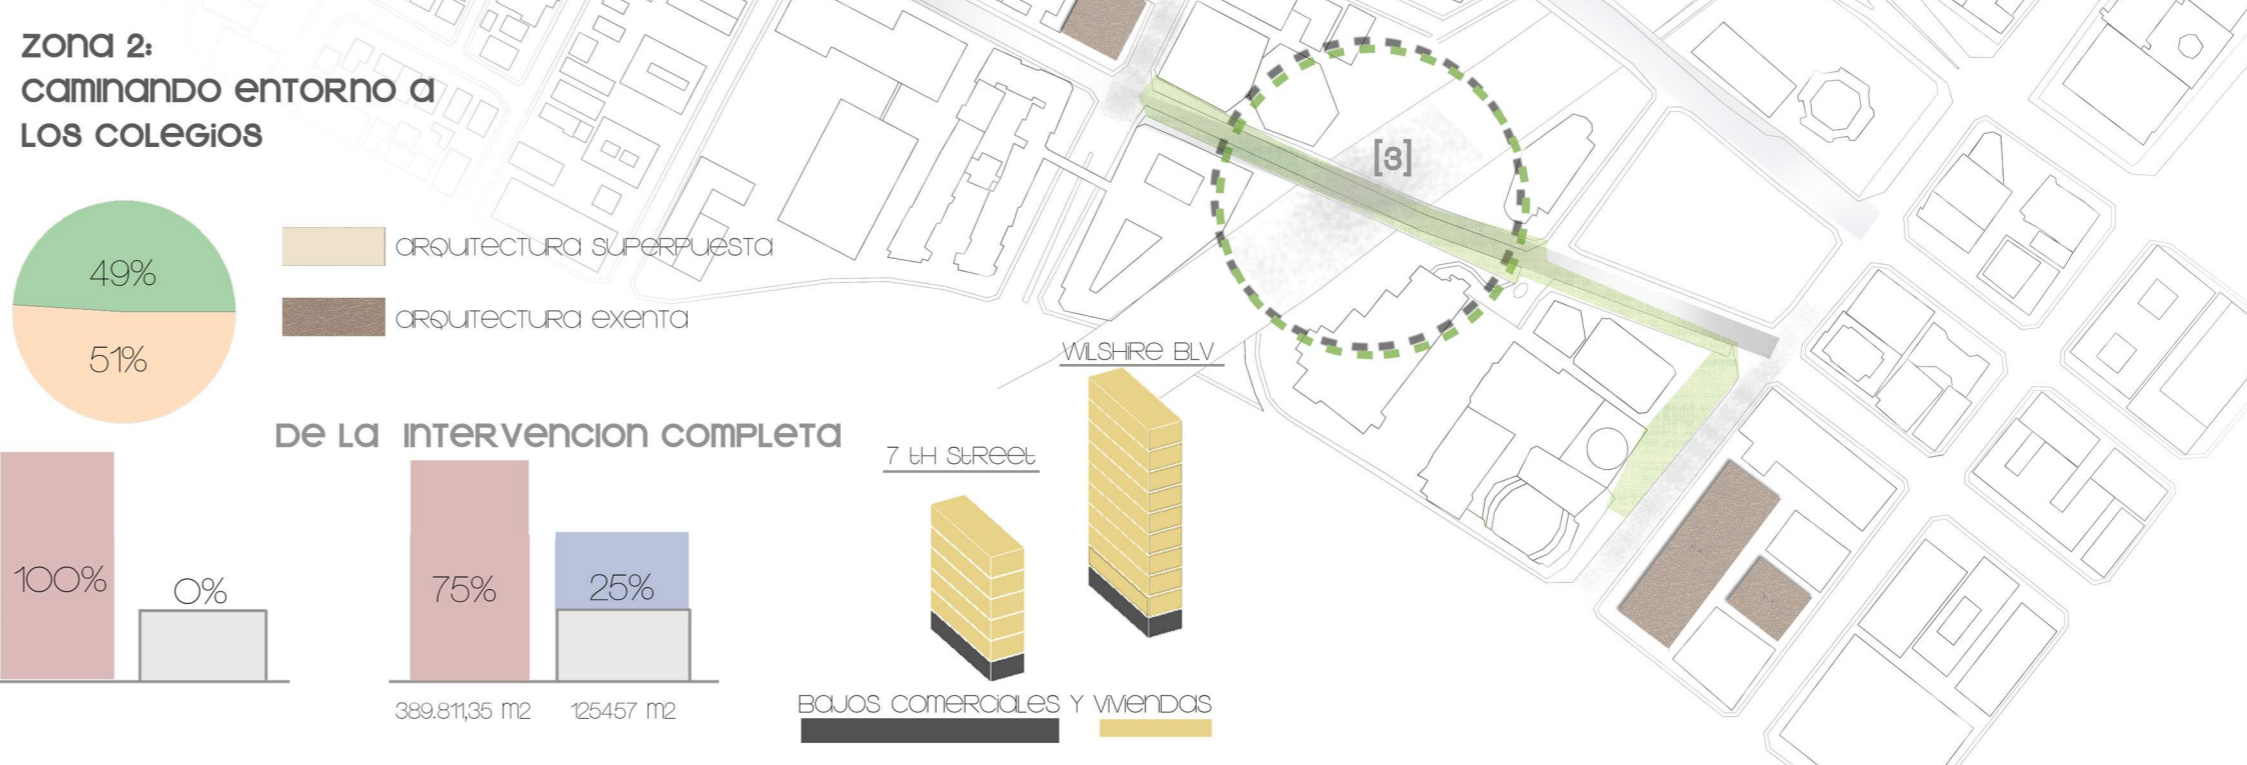 zona 2:
caminando entorno a
los colegios
49%
51%
arquitectura superpuesta
arquitectura exenta
[3]
De la intervencion completa
100%
0%
75%
25%
389.811,35 m2
125457 m2
7 th street
Wilshire Blv
Bajos comerciales y viviendas